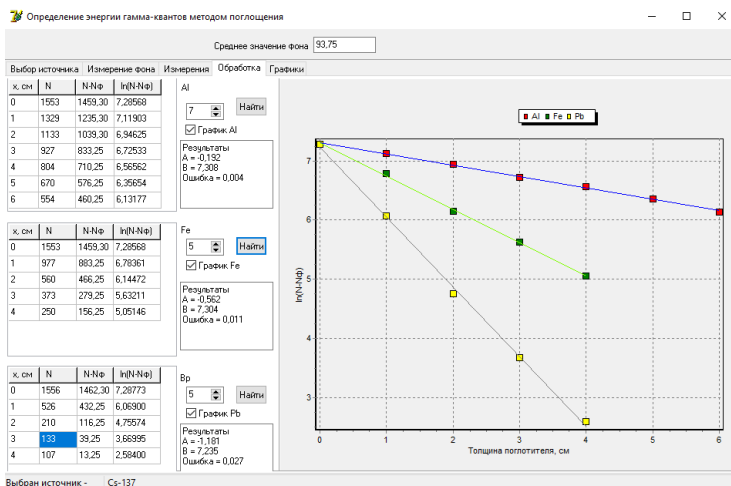 Определение энергии гамма-квантов методом поглощения
Среднее значение фона 93,75
Выбор источника Измерение фона Измерения Обработка Графики
x, см N N-Nф ln(N-Nф)
0 1553 1459,30 7,28568
1 1329 1235,30 7,11903
2 1133 1039,30 6,94625
3 927 833,25 6,72533
4 804 710,25 6,56562
5 670 576,25 6,35654
6 554 460,25 6,13177
Al
7 Найти
График Al
Результаты
A = -0,192
B = 7,308
Ошибка = 0,004
x, см N N-Nф ln(N-Nф)
0 1553 1459,30 7,28568
1 977 883,25 6,78361
2 560 466,25 6,14472
3 373 279,25 5,63211
4 250 156,25 5,05146
Fe
5 Найти
График Fe
Результаты
A = -0,562
B = 7,304
Ошибка = 0,011
x, см N N-Nф ln(N-Nф)
0 1556 1462,30 7,28773
1 526 432,25 6,06900
2 210 116,25 4,75574
3 133 39,25 3,66995
4 107 13,25 2,58400
Вр
5 Найти
График Pb
Результаты
A = -1,181
B = 7,235
Ошибка = 0,027
Al Fe Pb
ln(N-Nф)
7
6
5
4
3
0 1 2 3 4 5 6
Толщина поглотителя, см
Выбран источник - Cs-137